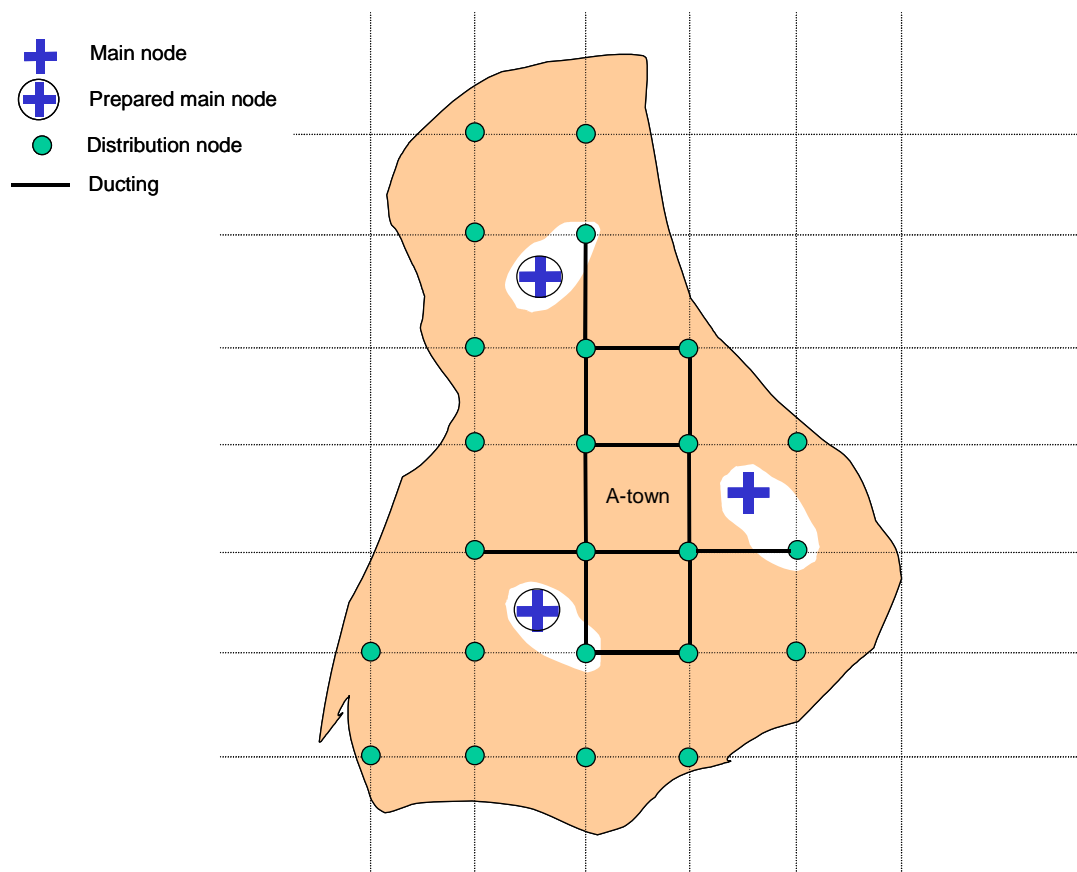 Main node
Prepared main node
Distribution node
Ducting
A-town